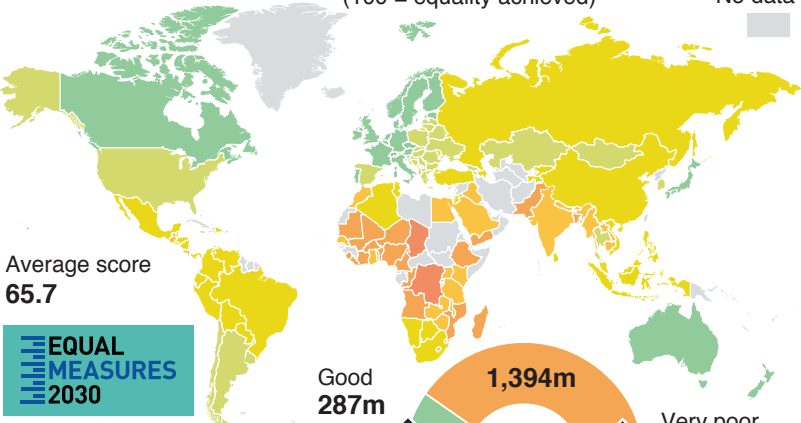 (100 = equality achieved)
No data
Average score
65.7
EQUAL
MEASURES
2030
Good
287m
1,394m
Very poor